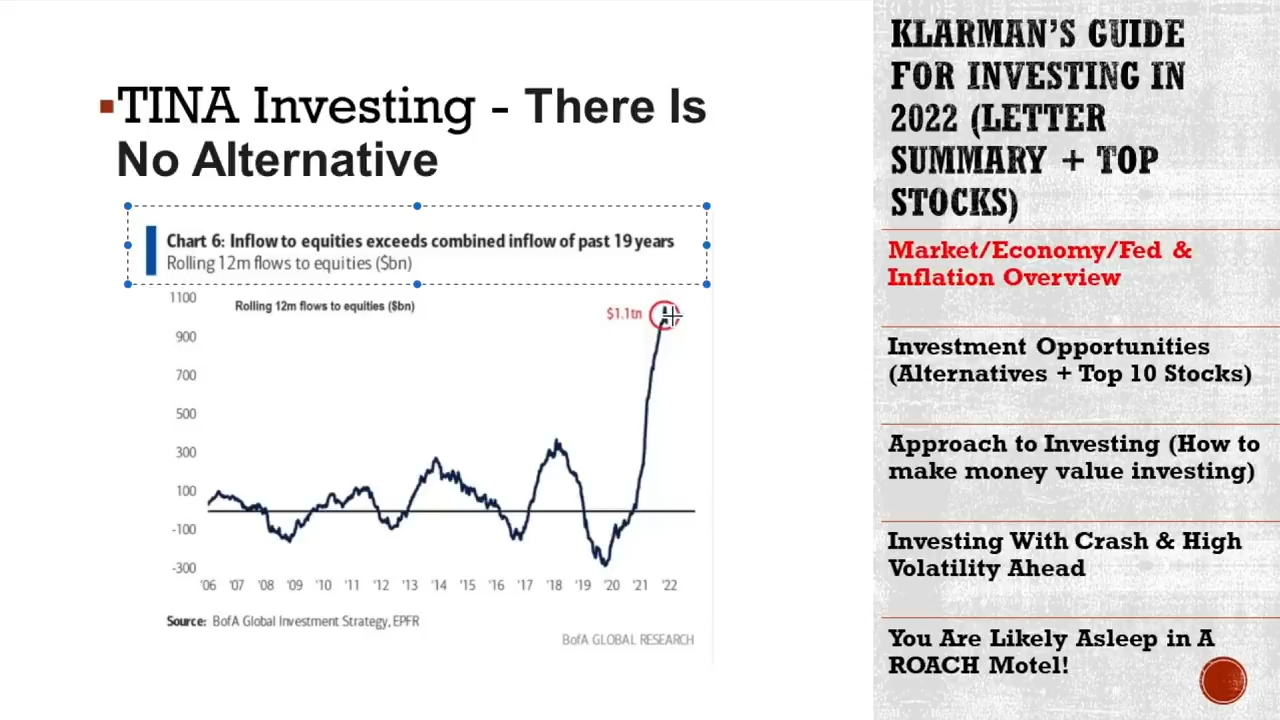 ▪TINA Investing - There Is
No Alternative
Chart 6: Inflow to equities exceeds combined inflow of past 19 years
Rolling 12m flows to equities ($bn)
1100
Rolling 12m flows to equities ($bn)
$1.1tn
900
700
500
300
100
-100
-300
'06 '07 '08 '09 '10 '11 '12 '13 '14 '15 '16 '17 '18 '19 '20 '21 '22
Source: BofA Global Investment Strategy, EPFR
BofA GLOBAL RESEARCH
KLARMAN'S GUIDE
FOR INVESTING IN
2022 (LETTER
SUMMARY + TOP
STOCKS)
Market/Economy/Fed &
Inflation Overview
Investment Opportunities
(Alternatives + Top 10 Stocks)
Approach to Investing (How to
make money value investing)
Investing With Crash & High
Volatility Ahead
You Are Likely Asleep in A
ROACH Motel!